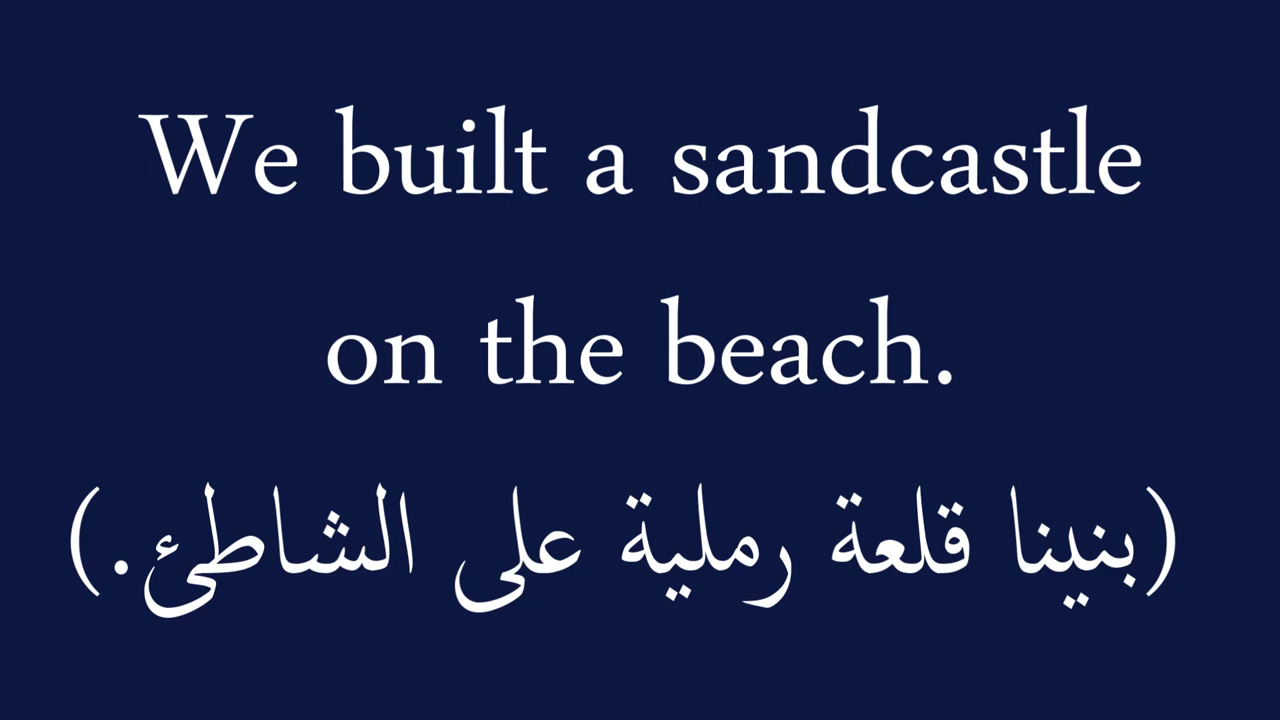 We built a sandcastle
on the beach.
(بنينا قلعة رملية على الشاطئ.)